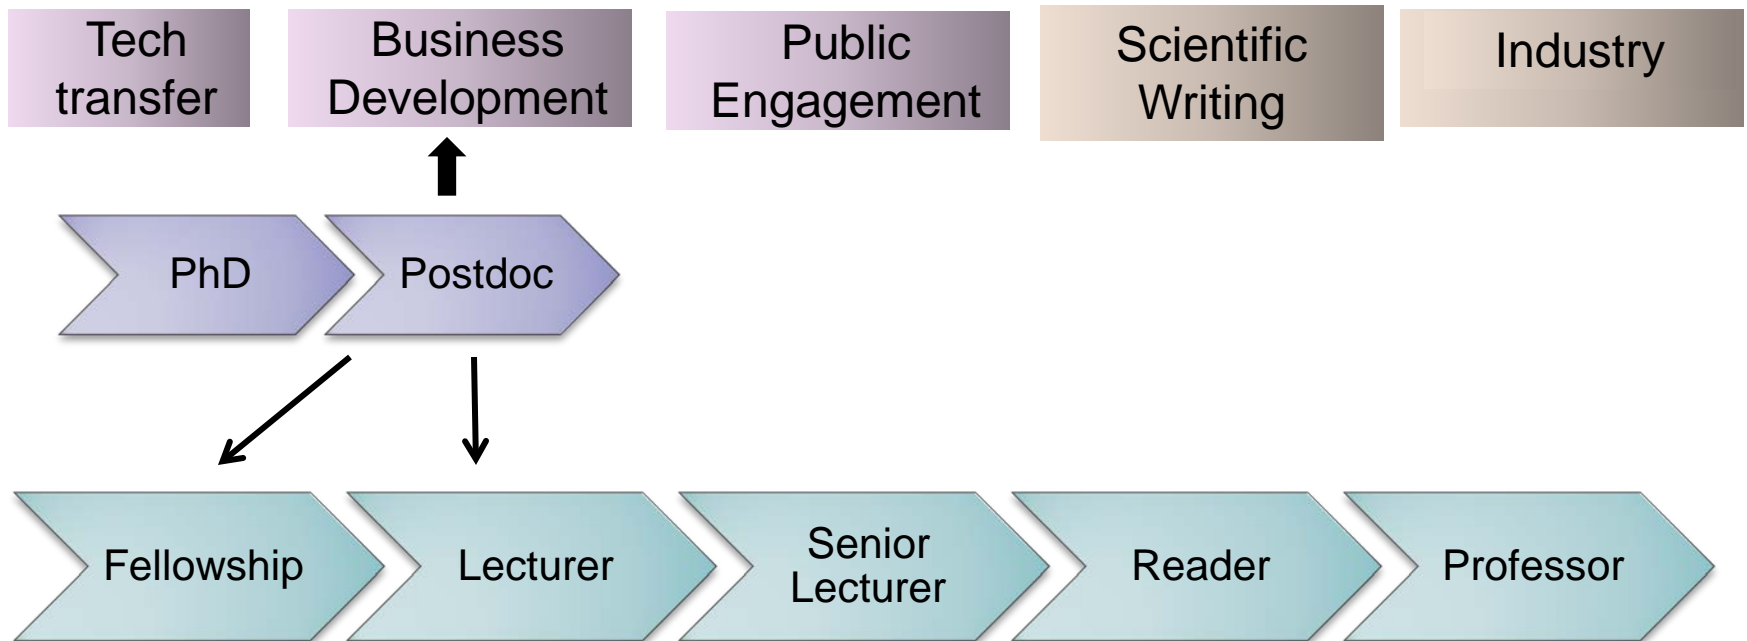 Tech
transfer
Business
Development
Public
Engagement
Scientific
Writing
Industry
PhD
Postdoc
Fellowship
Lecturer
Senior
Lecturer
Reader
Professor